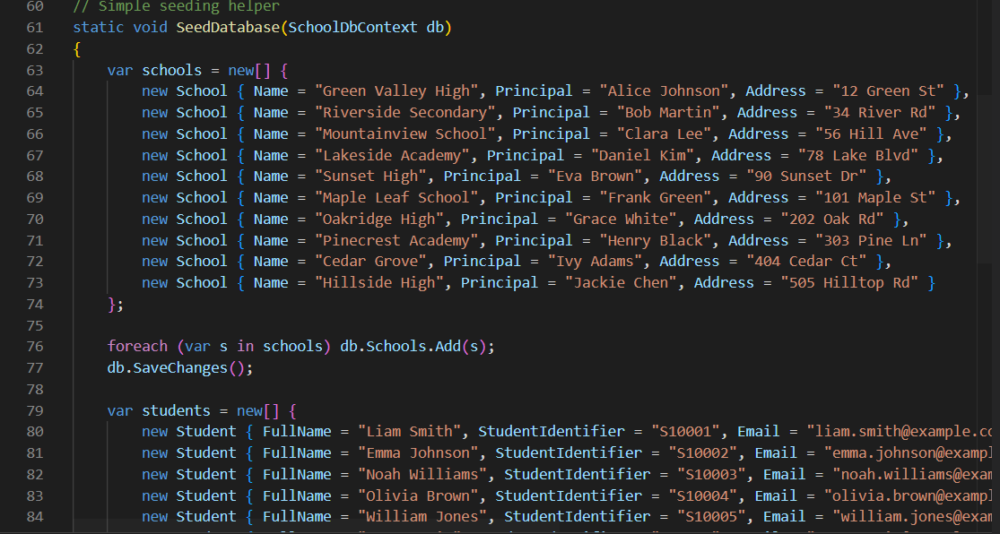 60 // Simple seeding helper
61 static void SeedDatabase(SchoolDbContext db)
62 {
63 var schools = new[] {
64 new School { Name = "Green Valley High", Principal = "Alice Johnson", Address = "12 Green St" },
65 new School { Name = "Riverside Secondary", Principal = "Bob Martin", Address = "34 River Rd" },
66 new School { Name = "Mountainview School", Principal = "Clara Lee", Address = "56 Hill Ave" },
67 new School { Name = "Lakeside Academy", Principal = "Daniel Kim", Address = "78 Lake Blvd" },
68 new School { Name = "Sunset High", Principal = "Eva Brown", Address = "90 Sunset Dr" },
69 new School { Name = "Maple Leaf School", Principal = "Frank Green", Address = "101 Maple St" },
70 new School { Name = "Oakridge High", Principal = "Grace White", Address = "202 Oak Rd" },
71 new School { Name = "Pinecrest Academy", Principal = "Henry Black", Address = "303 Pine Ln" },
72 new School { Name = "Cedar Grove", Principal = "Ivy Adams", Address = "404 Cedar Ct" },
73 new School { Name = "Hillside High", Principal = "Jackie Chen", Address = "505 Hilltop Rd" }
74 };
75
76 foreach (var s in schools) db.Schools.Add(s);
77 db.SaveChanges();
78
79 var students = new[] {
80 new Student { FullName = "Liam Smith", StudentIdentifier = "S10001", Email = "liam.smith@example.co
81 new Student { FullName = "Emma Johnson", StudentIdentifier = "S10002", Email = "emma.johnson@exampl
82 new Student { FullName = "Noah Williams", StudentIdentifier = "S10003", Email = "noah.williams@exam
83 new Student { FullName = "Olivia Brown", StudentIdentifier = "S10004", Email = "olivia.brown@exampl
84 new Student { FullName = "William Jones", StudentIdentifier = "S10005", Email = "william.jones@exam